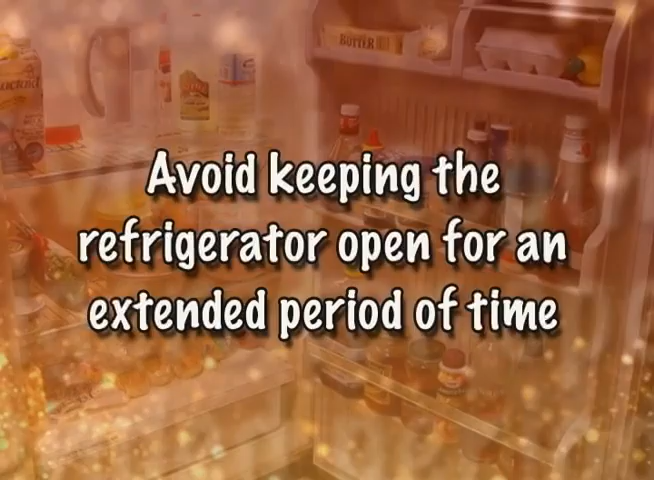 BUTTER
Avoid keeping the
refrigerator open for an
extended period of time